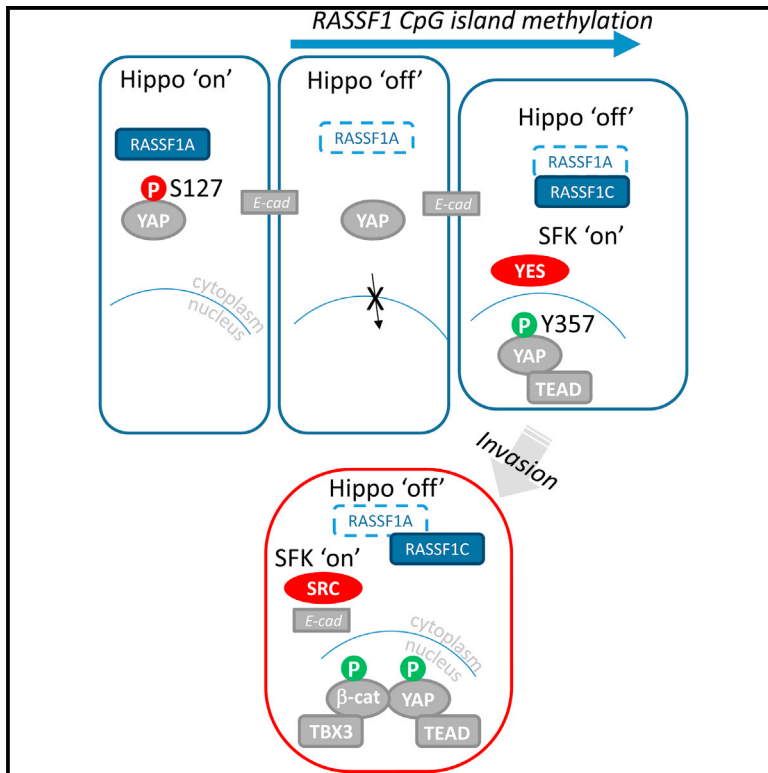 RASSF1 CpG island methylation
Hippo 'on'
RASSF1A
P S127
YAP
E-cad
cytoplasm
nucleus
Hippo 'off'
RASSF1A
YAP
E-cad
X
Hippo 'off'
RASSF1A
RASSF1C
SFK 'on'
YES
P Y357
YAP
TEAD
Invasion
Hippo 'off'
RASSF1A
RASSF1C
SFK 'on'
SRC
E-cad
cytoplasm
nucleus
P P
β-cat YAP
TBX3 TEAD